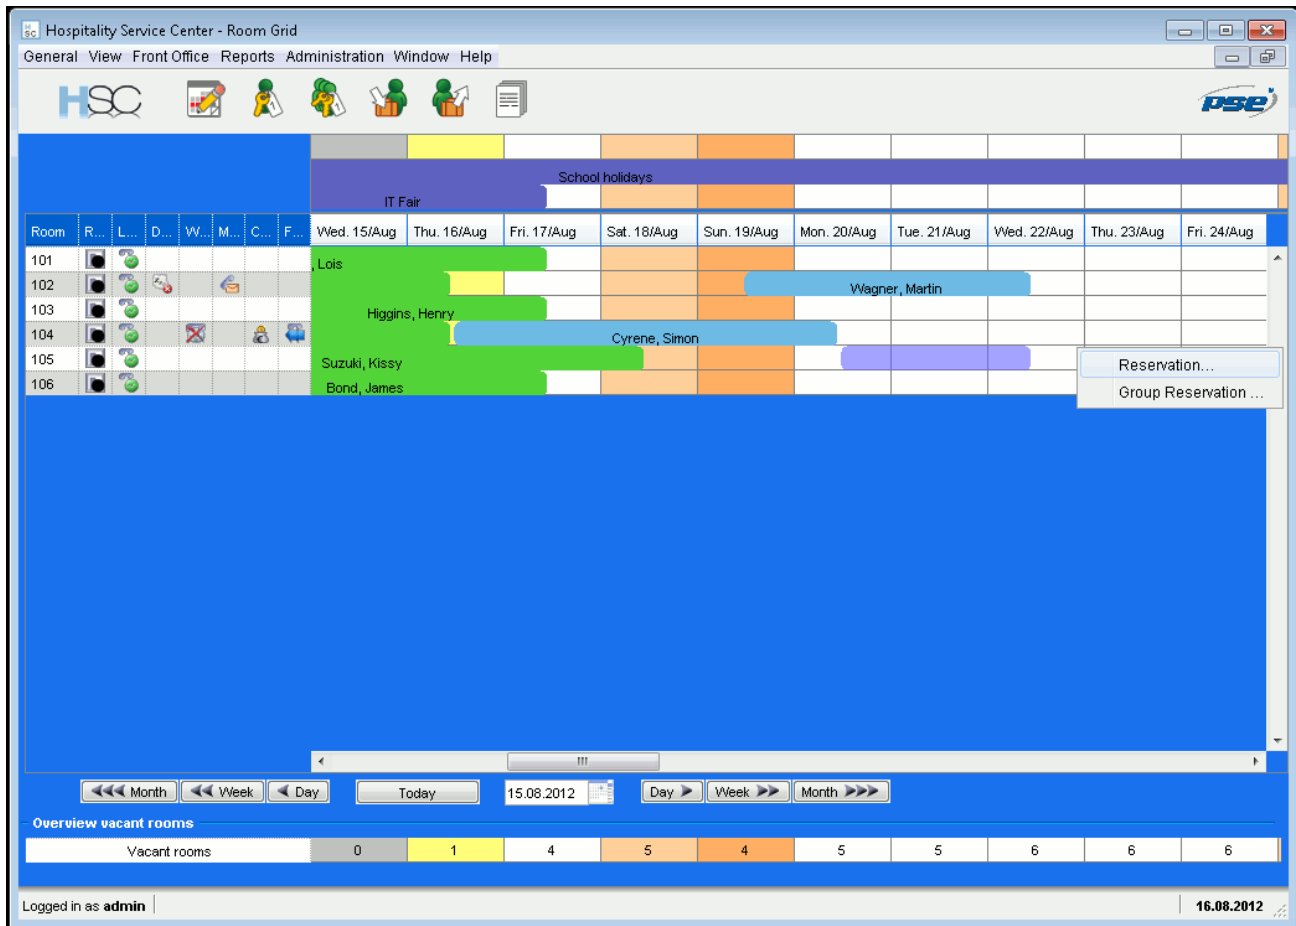 HSC Hospitality Service Center - Room Grid
General View Front Office Reports Administration Window Help
HSC pse
School holidays
IT Fair
Room R... L... D... W... M... C... F... Wed. 15/Aug Thu. 16/Aug Fri. 17/Aug Sat. 18/Aug Sun. 19/Aug Mon. 20/Aug Tue. 21/Aug Wed. 22/Aug Thu. 23/Aug Fri. 24/Aug
101 , Lois
102 Wagner, Martin
103 Higgins, Henry
104 Cyrene, Simon
105 Suzuki, Kissy Reservation...
106 Bond, James Group Reservation ...
Month Week Day Today 15.08.2012 Day Week Month
Overview vacant rooms
Vacant rooms 0 1 4 5 4 5 5 6 6 6
Logged in as admin 16.08.2012